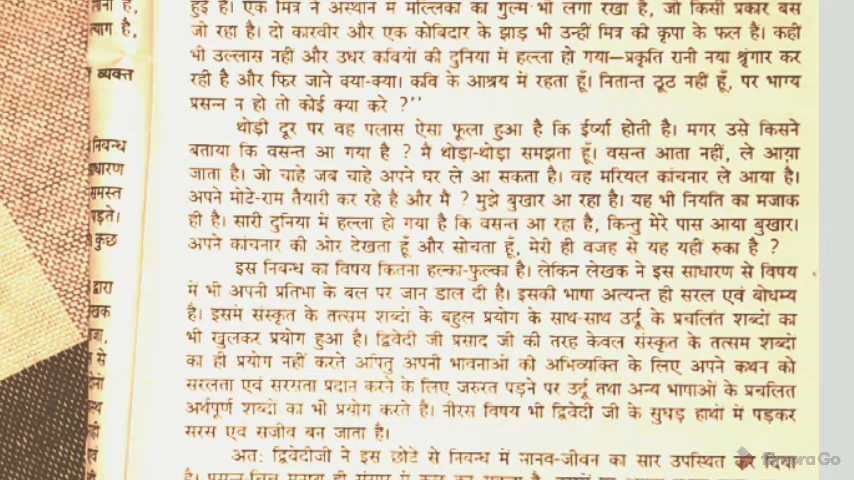 हुई है। एक मित्र ने अस्थान में मल्लिका का गुल्म भी लगा रखा है, जो किसी प्रकार बस
जी रहा है। दो कारवीर और एक कोबिदार के झाड़ भी उन्हीं मित्र की कृपा के फल हैं। कहीं
भी उल्लास नहीं और उधर कवियों की दुनिया में हल्ला हो गया—प्रकृति रानी नया श्रृंगार कर
रही है और फिर जाने क्या-क्या। कवि के आश्रय में रहता हूँ। नितान्त ठूठ नहीं हूँ, पर भाग्य
प्रसन्न न हो तो कोई क्या करे ?''
थोड़ी दूर पर वह पलास ऐसा फूला हुआ है कि ईर्ष्या होती है। मगर उसे किसने
बताया कि वसन्त आ गया है ? मैं थोड़ा-थोड़ा समझता हूँ। वसन्त आता नहीं, ले आया
जाता है। जो चाहे जब चाहे अपने घर ले आ सकता है। वह मरियल कांचनार ले आया है।
अपने मोटे-राम तैयारी कर रहे है और मैं ? मुझे बुखार आ रहा है। यह भी नियति का मजाक
ही है। सारी दुनिया में हल्ला हो गया है कि वसन्त आ रहा है, किन्तु मेरे पास आया बुखार।
अपने कांचनार की ओर देखता हूँ और सोचता हूँ, मेरी ही वजह से यह यहीं रुका है ?
इस निबन्ध का विषय कितना हल्का-फुल्का है। लेकिन लेखक ने इस साधारण से विषय
में भी अपनी प्रतिभा के बल पर जान डाल दी है। इसकी भाषा अत्यन्त ही सरल एवं बोधम्य
है। इसमें संस्कृत के तत्सम शब्दों के बहुल प्रयोग के साथ-साथ उर्दू के प्रचलित शब्दों का
भी खुलकर प्रयोग हुआ है। द्विवेदी जी प्रसाद जी की तरह केवल संस्कृत के तत्सम शब्दों
का ही प्रयोग नहीं करते अपितु अपनी भावनाओं की अभिव्यक्ति के लिए अपने कथन को
सरलता एवं सरसता प्रदान करने के लिए जरुरत पड़ने पर उर्दू तथा अन्य भाषाओं के प्रचलित
अर्थपूर्ण शब्दों का भी प्रयोग करते है। नीरस विषय भी द्विवेदी जी के सुघड़ हाथों में पड़कर
सरस एवं सजीव बन जाता है।
अतः द्विवेदीजी ने इस छोटे से निबन्ध में मानव-जीवन का सार उपस्थित कर दिया